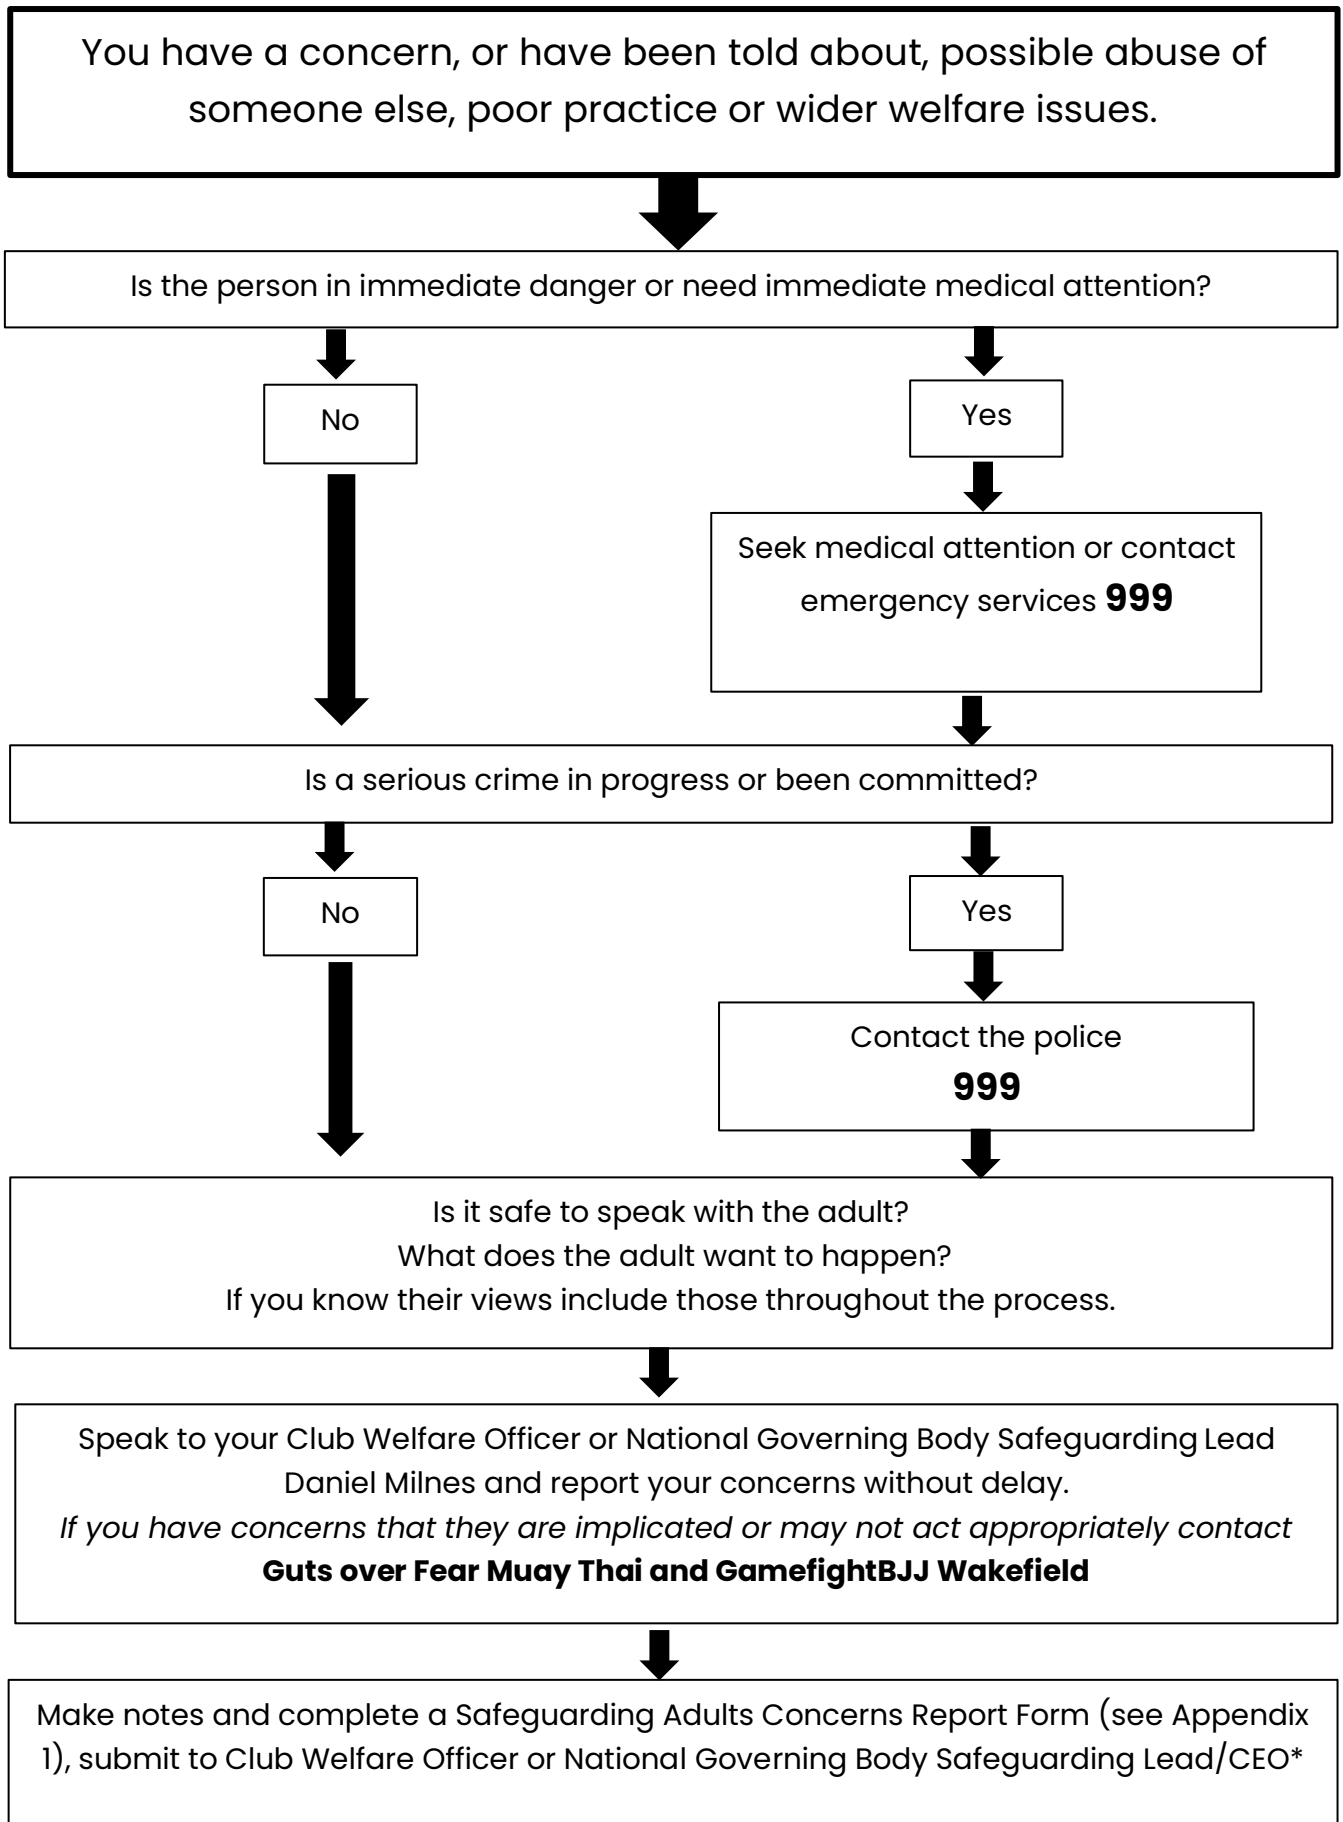 You have a concern, or have been told about, possible abuse of
someone else, poor practice or wider welfare issues.
Is the person in immediate danger or need immediate medical attention?
No
Yes
Seek medical attention or contact
emergency services 999
Is a serious crime in progress or been committed?
No
Yes
Contact the police
999
Is it safe to speak with the adult?
What does the adult want to happen?
If you know their views include those throughout the process.
Speak to your Club Welfare Officer or National Governing Body Safeguarding Lead
Daniel Milnes and report your concerns without delay.
If you have concerns that they are implicated or may not act appropriately contact
Guts over Fear Muay Thai and GamefightBJJ Wakefield
Make notes and complete a Safeguarding Adults Concerns Report Form (see Appendix
1), submit to Club Welfare Officer or National Governing Body Safeguarding Lead/CEO*